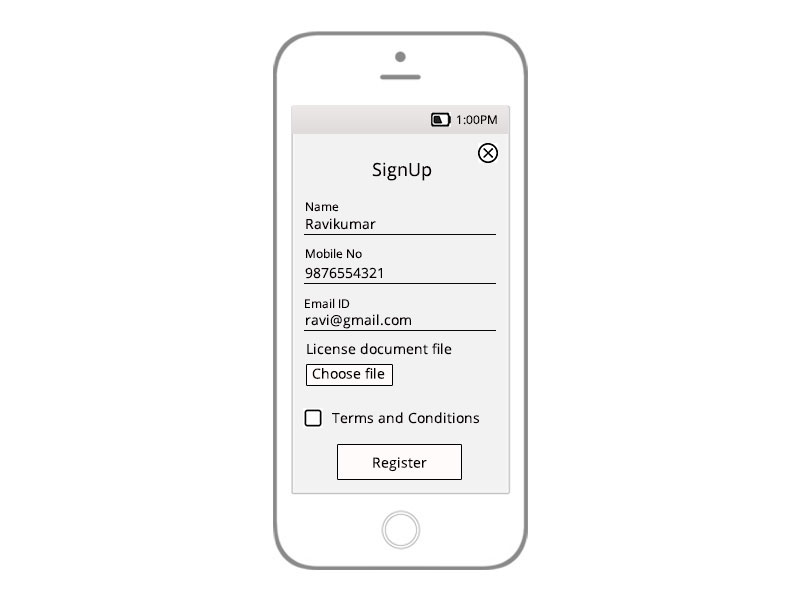 1:00PM
SignUp
Name
Ravikumar
Mobile No
9876554321
Email ID
ravi@gmail.com
License document file
Choose file
Terms and Conditions
Register